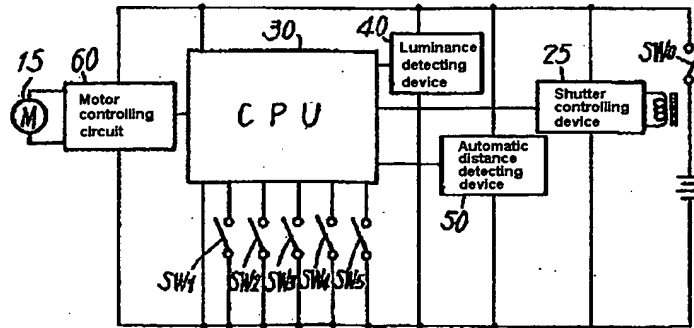 30
40
Luminance
detecting
device
15
60
25
SW0
Motor
controlling
circuit
M
CPU
Shutter
controlling
device
Automatic
distance
detecting
device
50
SW1
SW2
SW3
SW4
SW5